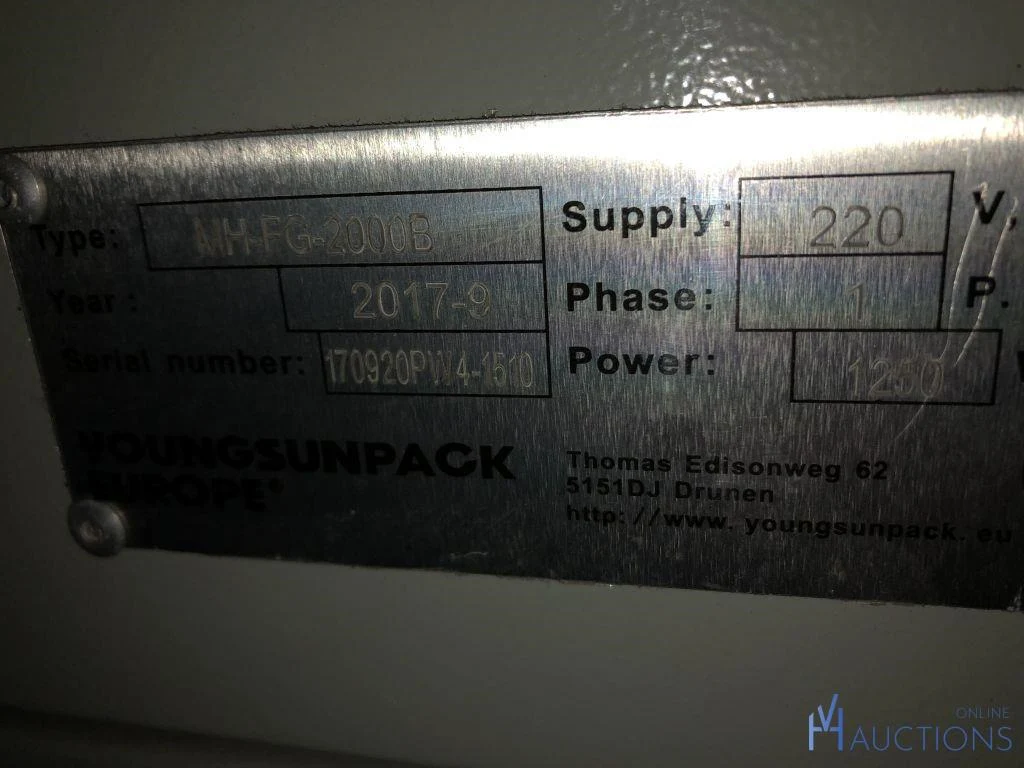 Type: MH-FG-2000B
Year: 2017-9
Serial number: 170920PW4-1510
Supply: 220 V,
Phase: 1 P.
Power: 1250
YOUNGSUNPACK
EUROPE
Thomas Edisonweg 62
5151DJ Drunen
http://www.youngsunpack.eu
ONLINE
VH AUCTIONS